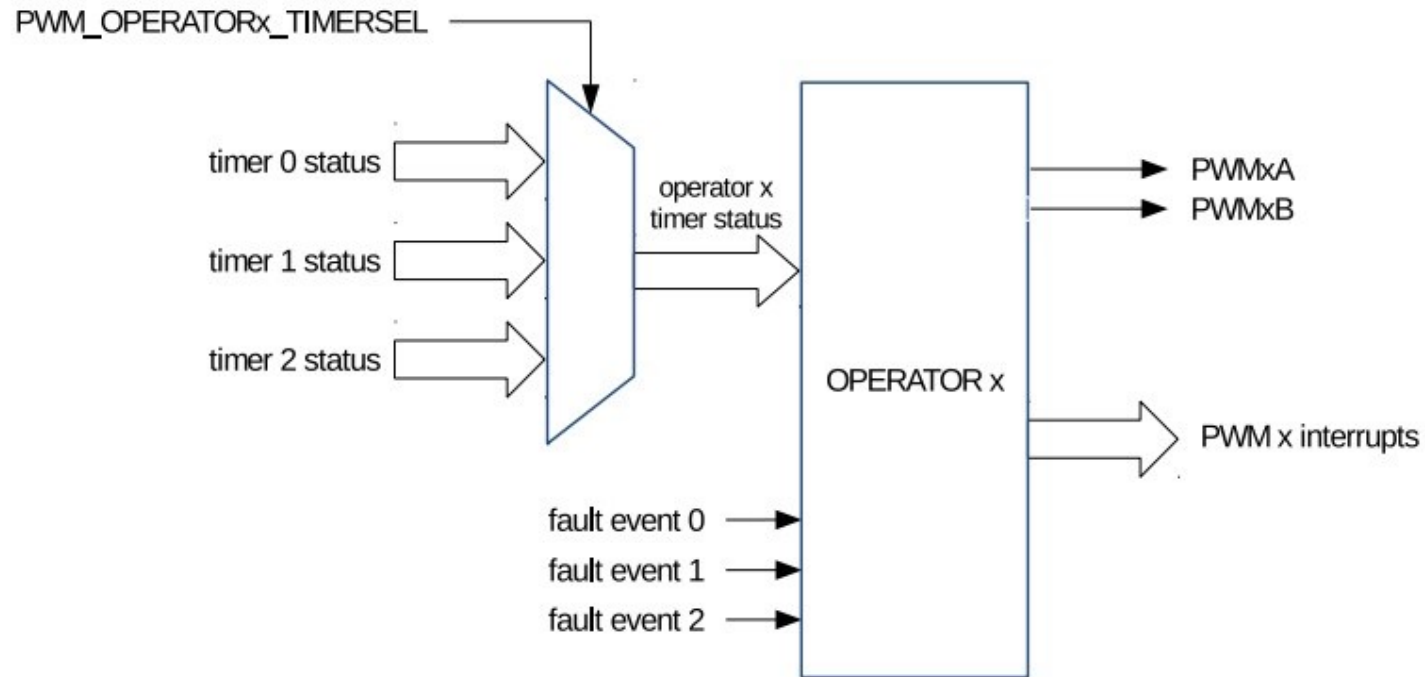 PWM_OPERATORx_TIMERSEL
timer 0 status
timer 1 status
timer 2 status
operator x
timer status
OPERATOR x
PWMxA
PWMxB
PWM x interrupts
fault event 0
fault event 1
fault event 2